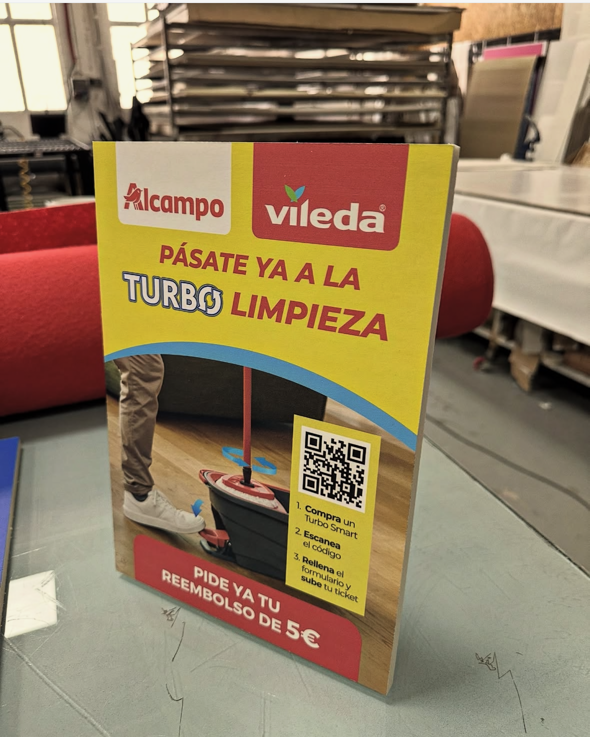 Alcampo
vileda®
PÁSATE YA A LA
TURBO LIMPIEZA
1. Compra un
Turbo Smart
2. Escanea
el código
3. Rellena el
formulario y
sube tu ticket
PIDE YA TU
REEMBOLSO DE 5€